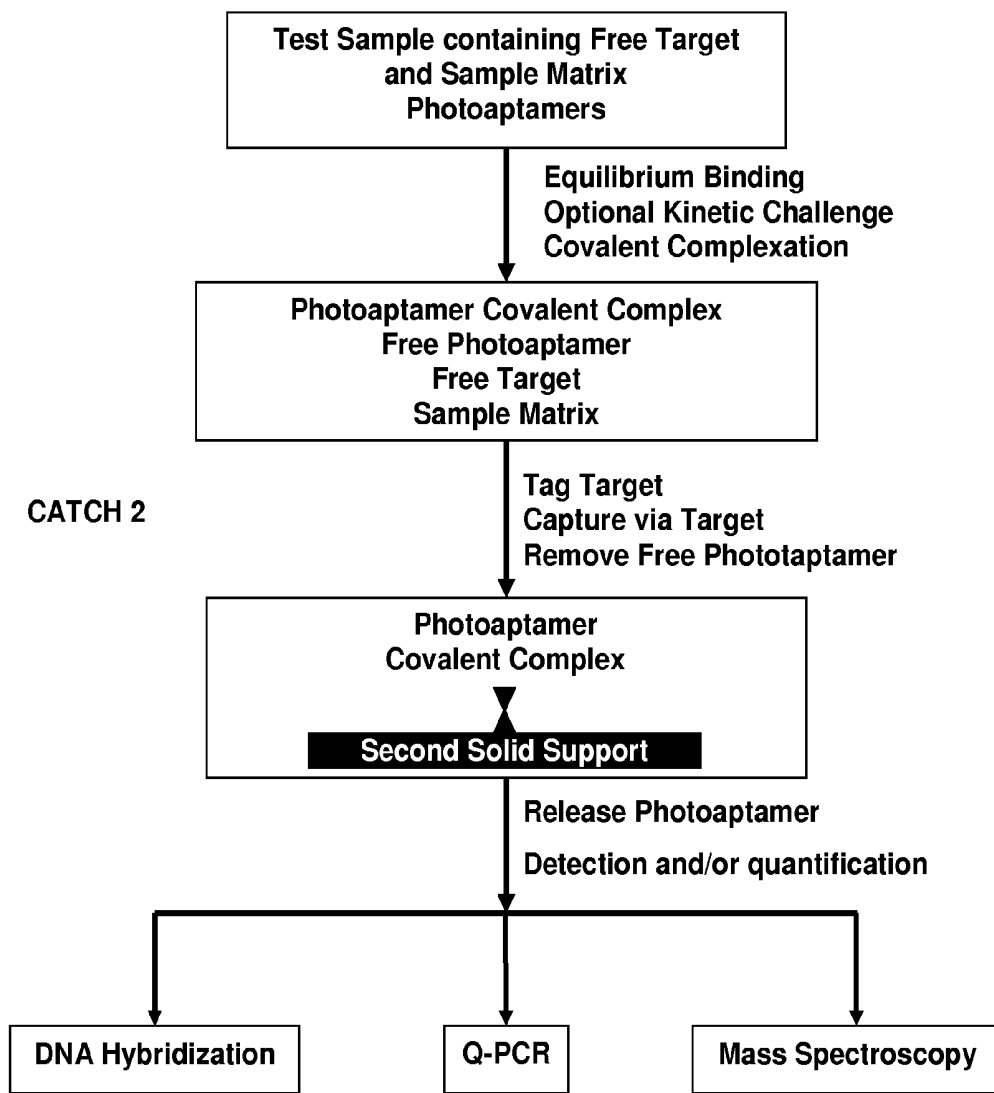 Test Sample containing Free Target
and Sample Matrix
Photoaptamers
Equilibrium Binding
Optional Kinetic Challenge
Covalent Complexation
Photoaptamer Covalent Complex
Free Photoaptamer
Free Target
Sample Matrix
CATCH 2
Tag Target
Capture via Target
Remove Free Phototaptamer
Photoaptamer
Covalent Complex
Second Solid Support
Release Photoaptamer
Detection and/or quantification
DNA Hybridization
Q-PCR
Mass Spectroscopy